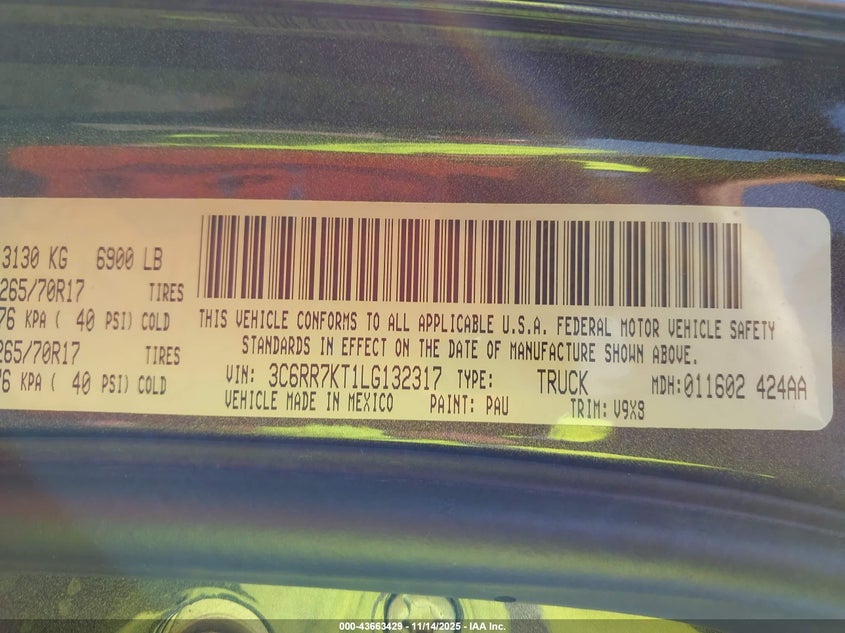 3130 KG 6900 LB
265/70R17 TIRES
76 KPA ( 40 PSI) COLD
265/70R17 TIRES
76 KPA ( 40 PSI) COLD
THIS VEHICLE CONFORMS TO ALL APPLICABLE U.S.A. FEDERAL MOTOR VEHICLE SAFETY
STANDARDS IN EFFECT ON THE DATE OF MANUFACTURE SHOWN ABOVE.
VIN: 3C6RR7KT1LG132317 TYPE: TRUCK MDH:011602 424AA
VEHICLE MADE IN MEXICO PAINT: PAU TRIM: V9X9
000-43663429 - 11/14/2025 - IAA Inc.